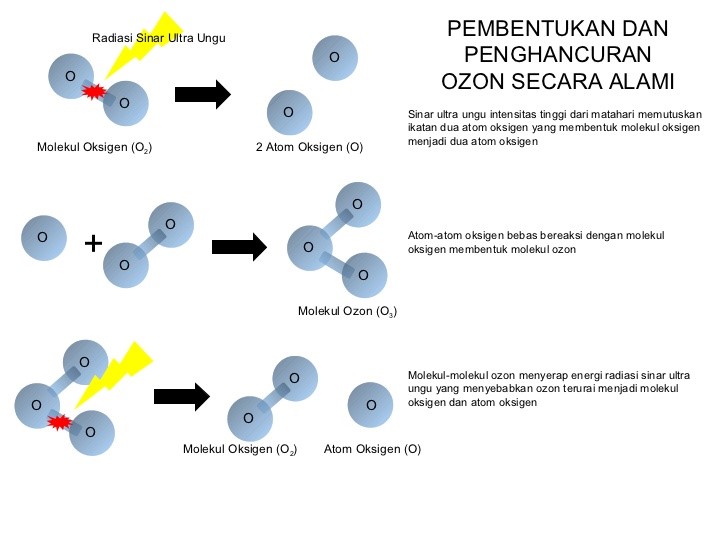 PEMBENTUKAN DAN
PENGHANCURAN
OZON SECARA ALAMI
Radiasi Sinar Ultra Ungu
O
O
O
O
Molekul Oksigen (O₂)
2 Atom Oksigen (O)
Sinar ultra ungu intensitas tinggi dari matahari memutuskan
ikatan dua atom oksigen yang membentuk molekul oksigen
menjadi dua atom oksigen
O
+
O
O
O
O
O
Molekul Ozon (O₃)
Atom-atom oksigen bebas bereaksi dengan molekul
oksigen membentuk molekul ozon
O
O
O
O
O
O
Molekul Oksigen (O₂)
Atom Oksigen (O)
Molekul-molekul ozon menyerap energi radiasi sinar ultra
ungu yang menyebabkan ozon terurai menjadi molekul
oksigen dan atom oksigen